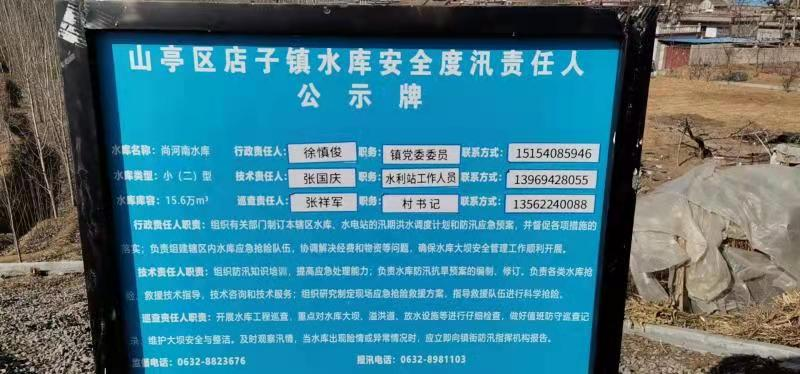 山亭区店子镇水库安全度汛责任人
公示牌
水库名称：尚河南水库 行政责任人：徐慎俊 职务：镇党委委员 联系方式：15154085946
水库类型：小（二）型 技术责任人：张国庆 职务：水利站工作人员 联系方式：13969428055
水库库容：15.6万m³ 巡查责任人：张祥军 职务：村书记 联系方式：13562240088
行政责任人职责：组织有关部门制订本辖区水库、水电站的汛期洪水调度计划和防汛应急预案，并督促各项措施的
落实；负责组建辖区内水库应急抢险队伍，协调解决经费和物资等问题，确保水库大坝安全管理工作顺利开展。
技术责任人职责：组织防汛知识培训，提高应急处理能力；负责水库防汛抗旱预案的编制、修订。负责各类水库抢
险、救援技术指导，技术咨询和技术服务；组织研究制定现场应急抢险救援方案，指导救援队伍进行科学抢险。
巡查责任人职责：开展水库工程巡查，重点对水库大坝、溢洪道、放水设施等进行仔细检查，做好值班防守巡查记
录、维护大坝安全与整洁。及时观察汛情，当水库出现险情或异常情况时，应立即向镇街防汛指挥机构报告。
监督电话：0632-8823676 报汛电话：0632-8981103